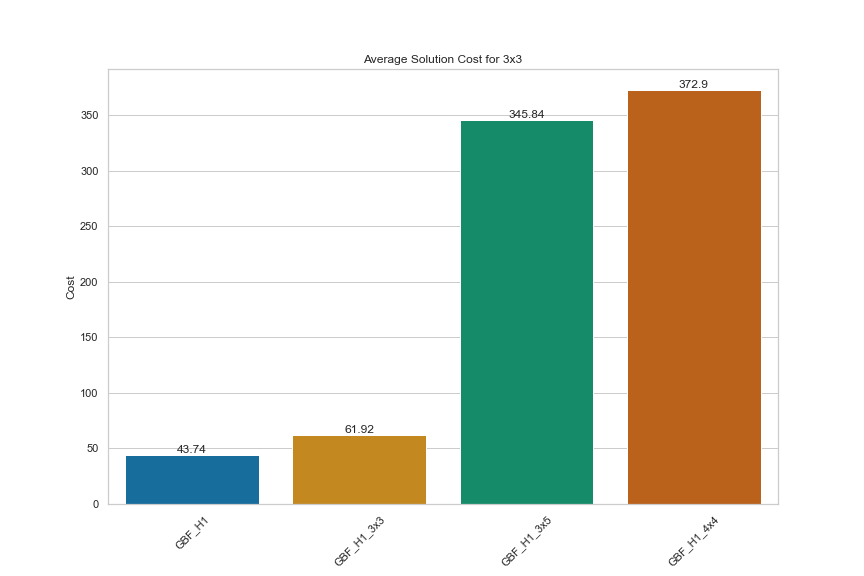 Average Solution Cost for 3x3
372.9
350
345.84
300
250
200
Cost
150
100
61.92
50
43.74
0
GBF_H1
GBF_H1_3x3
GBF_H1_3x5
GBF_H1_4x4